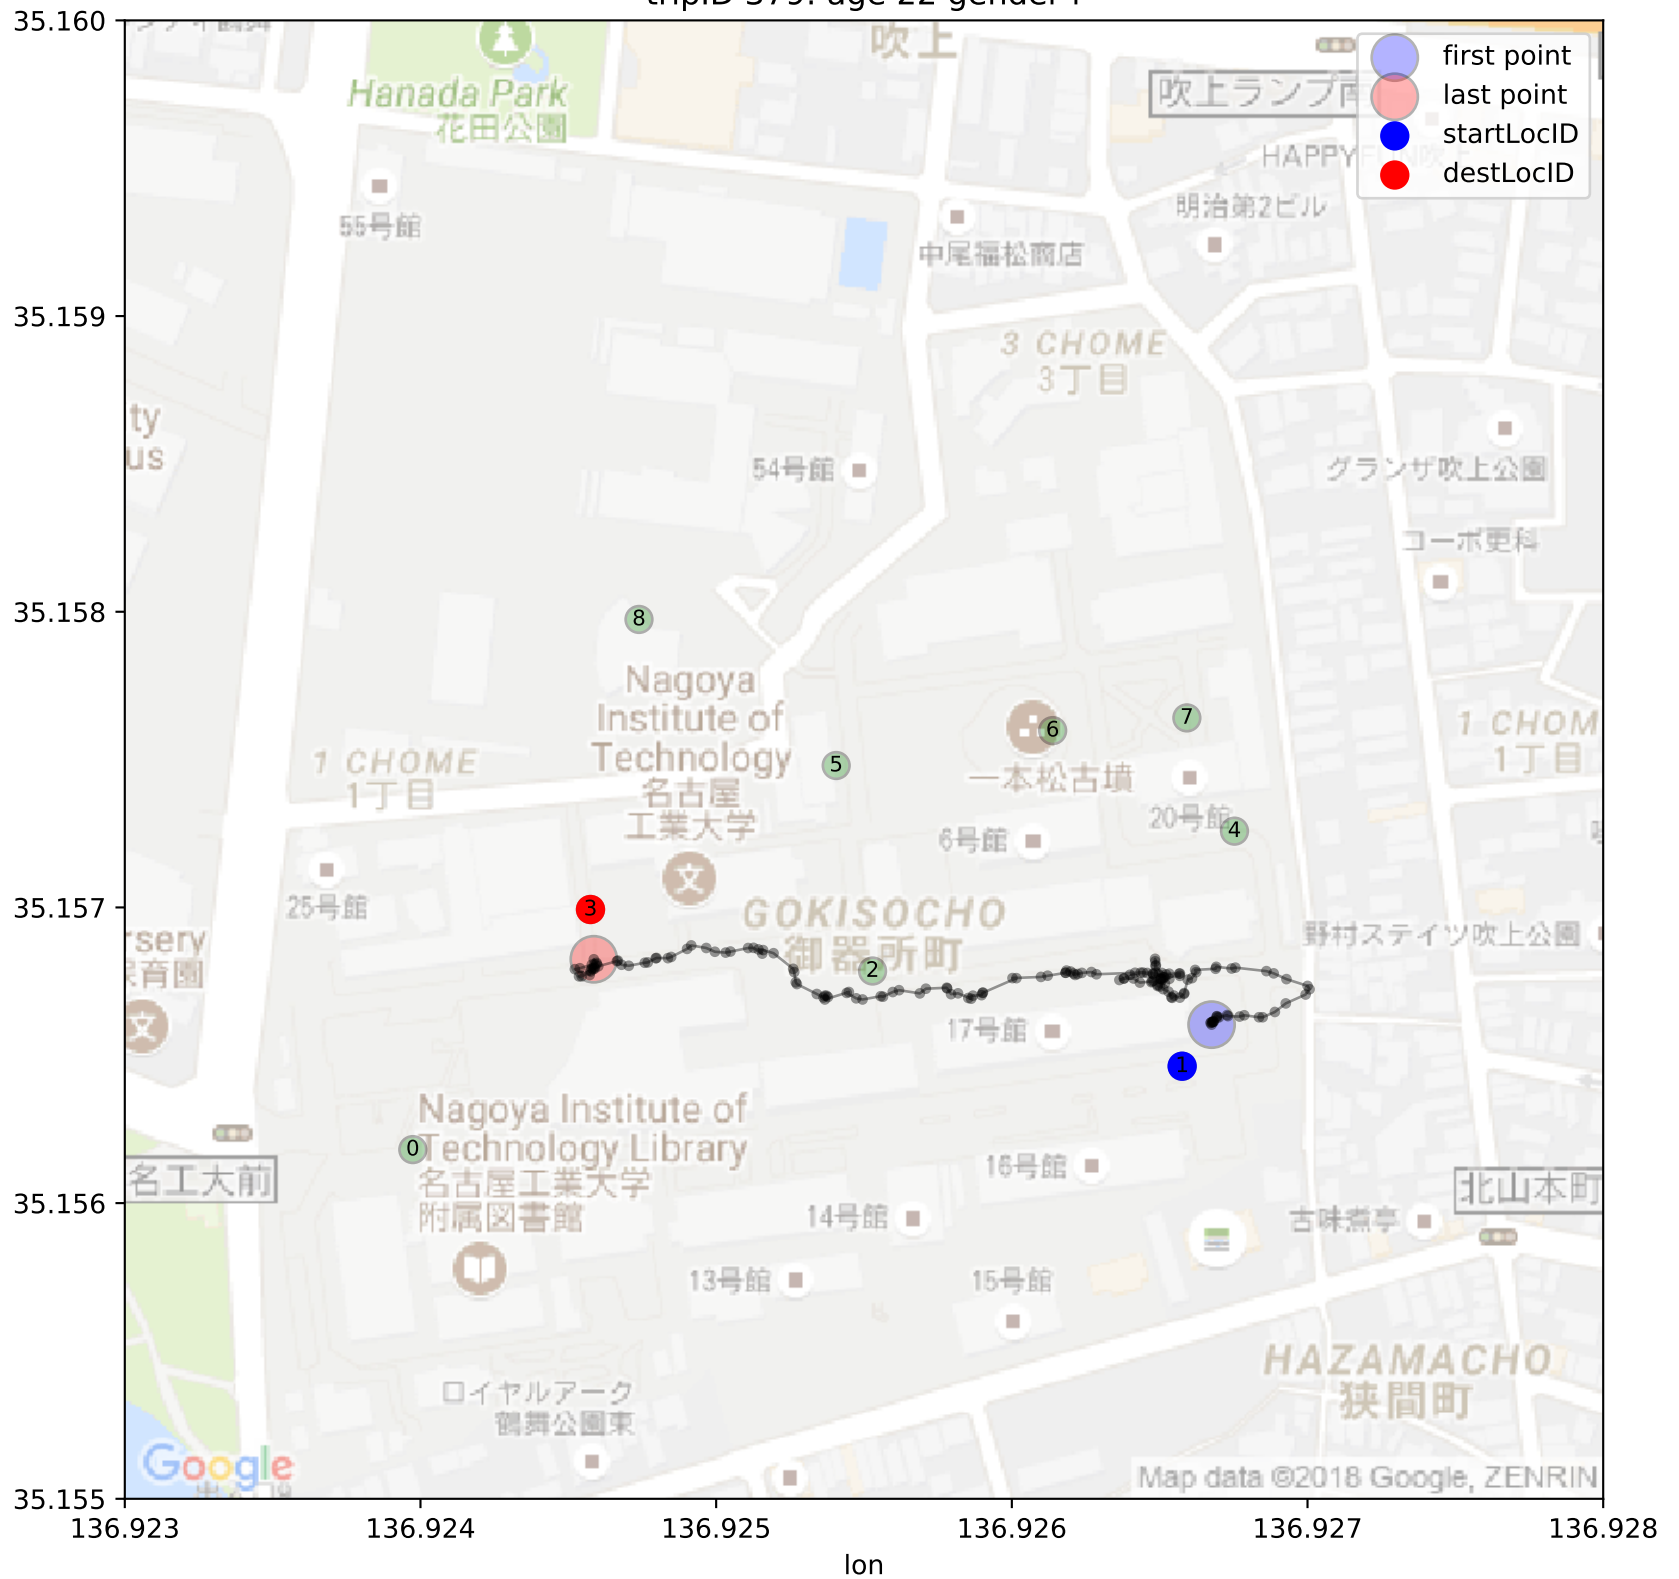 35.160
吹上
first point
Hanada Park
花田公園
吹上ランプ
last point
startLocID
destLocID
明治第2ビル
55号館
中尾福松商店
35.159
3 CHOME
3丁目
ty
us
54号館
グランザ吹上公園
コーポ更科
35.158
8
Nagoya
Institute of
Technology
名古屋
工業大学
7
6
1 CHOM
1丁目
1 CHOME
1丁目
5
一本松古墳
20号館
4
6号館
25号館
35.157
3
GOKISOCHO
御器所町
野村ステイツ吹上公園
rsery
保育園
2
17号館
1
Nagoya Institute of
Technology Library
名古屋工業大学
附属図書館
0
名工大前
16号館
北山本町
35.156
14号館
古味煮亭
13号館
15号館
HAZAMACHO
狭間町
ロイヤルアーク
鶴舞公園東
Google
Map data ©2018 Google, ZENRIN
35.155
136.923
136.924
136.925
136.926
136.927
136.928
lon